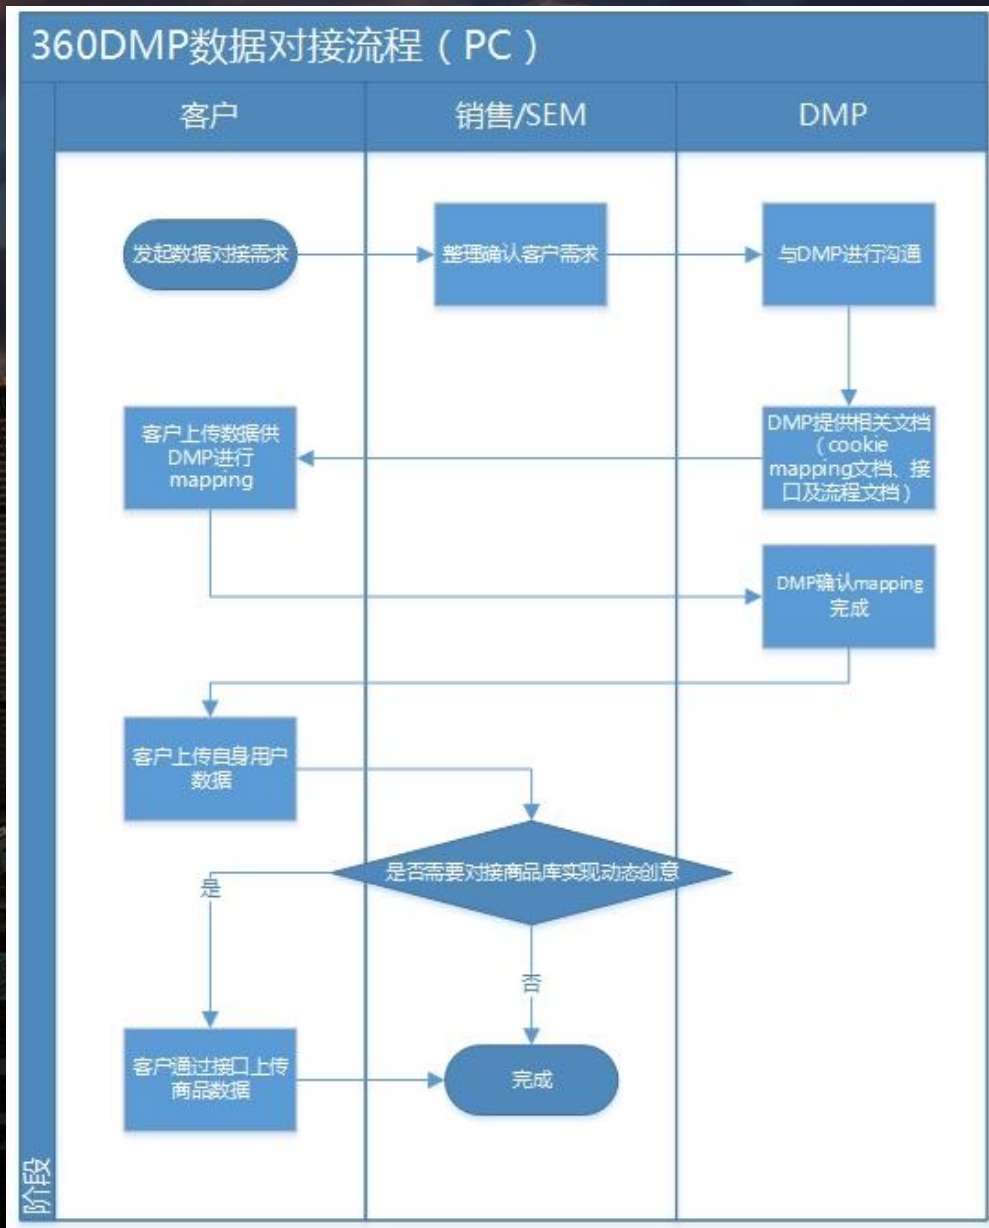 360DMP数据对接流程（PC）
客户
销售/SEM
DMP
发起数据对接需求
整理确认客户需求
与DMP进行沟通
客户上传数据供
DMP进行
mapping
DMP提供相关文档
（cookie
mapping文档、接
口及流程文档）
DMP确认mapping
完成
客户上传自身用户
数据
是否需要对接商品库实现动态创意
是
否
客户通过接口上传
商品数据
完成
阶段